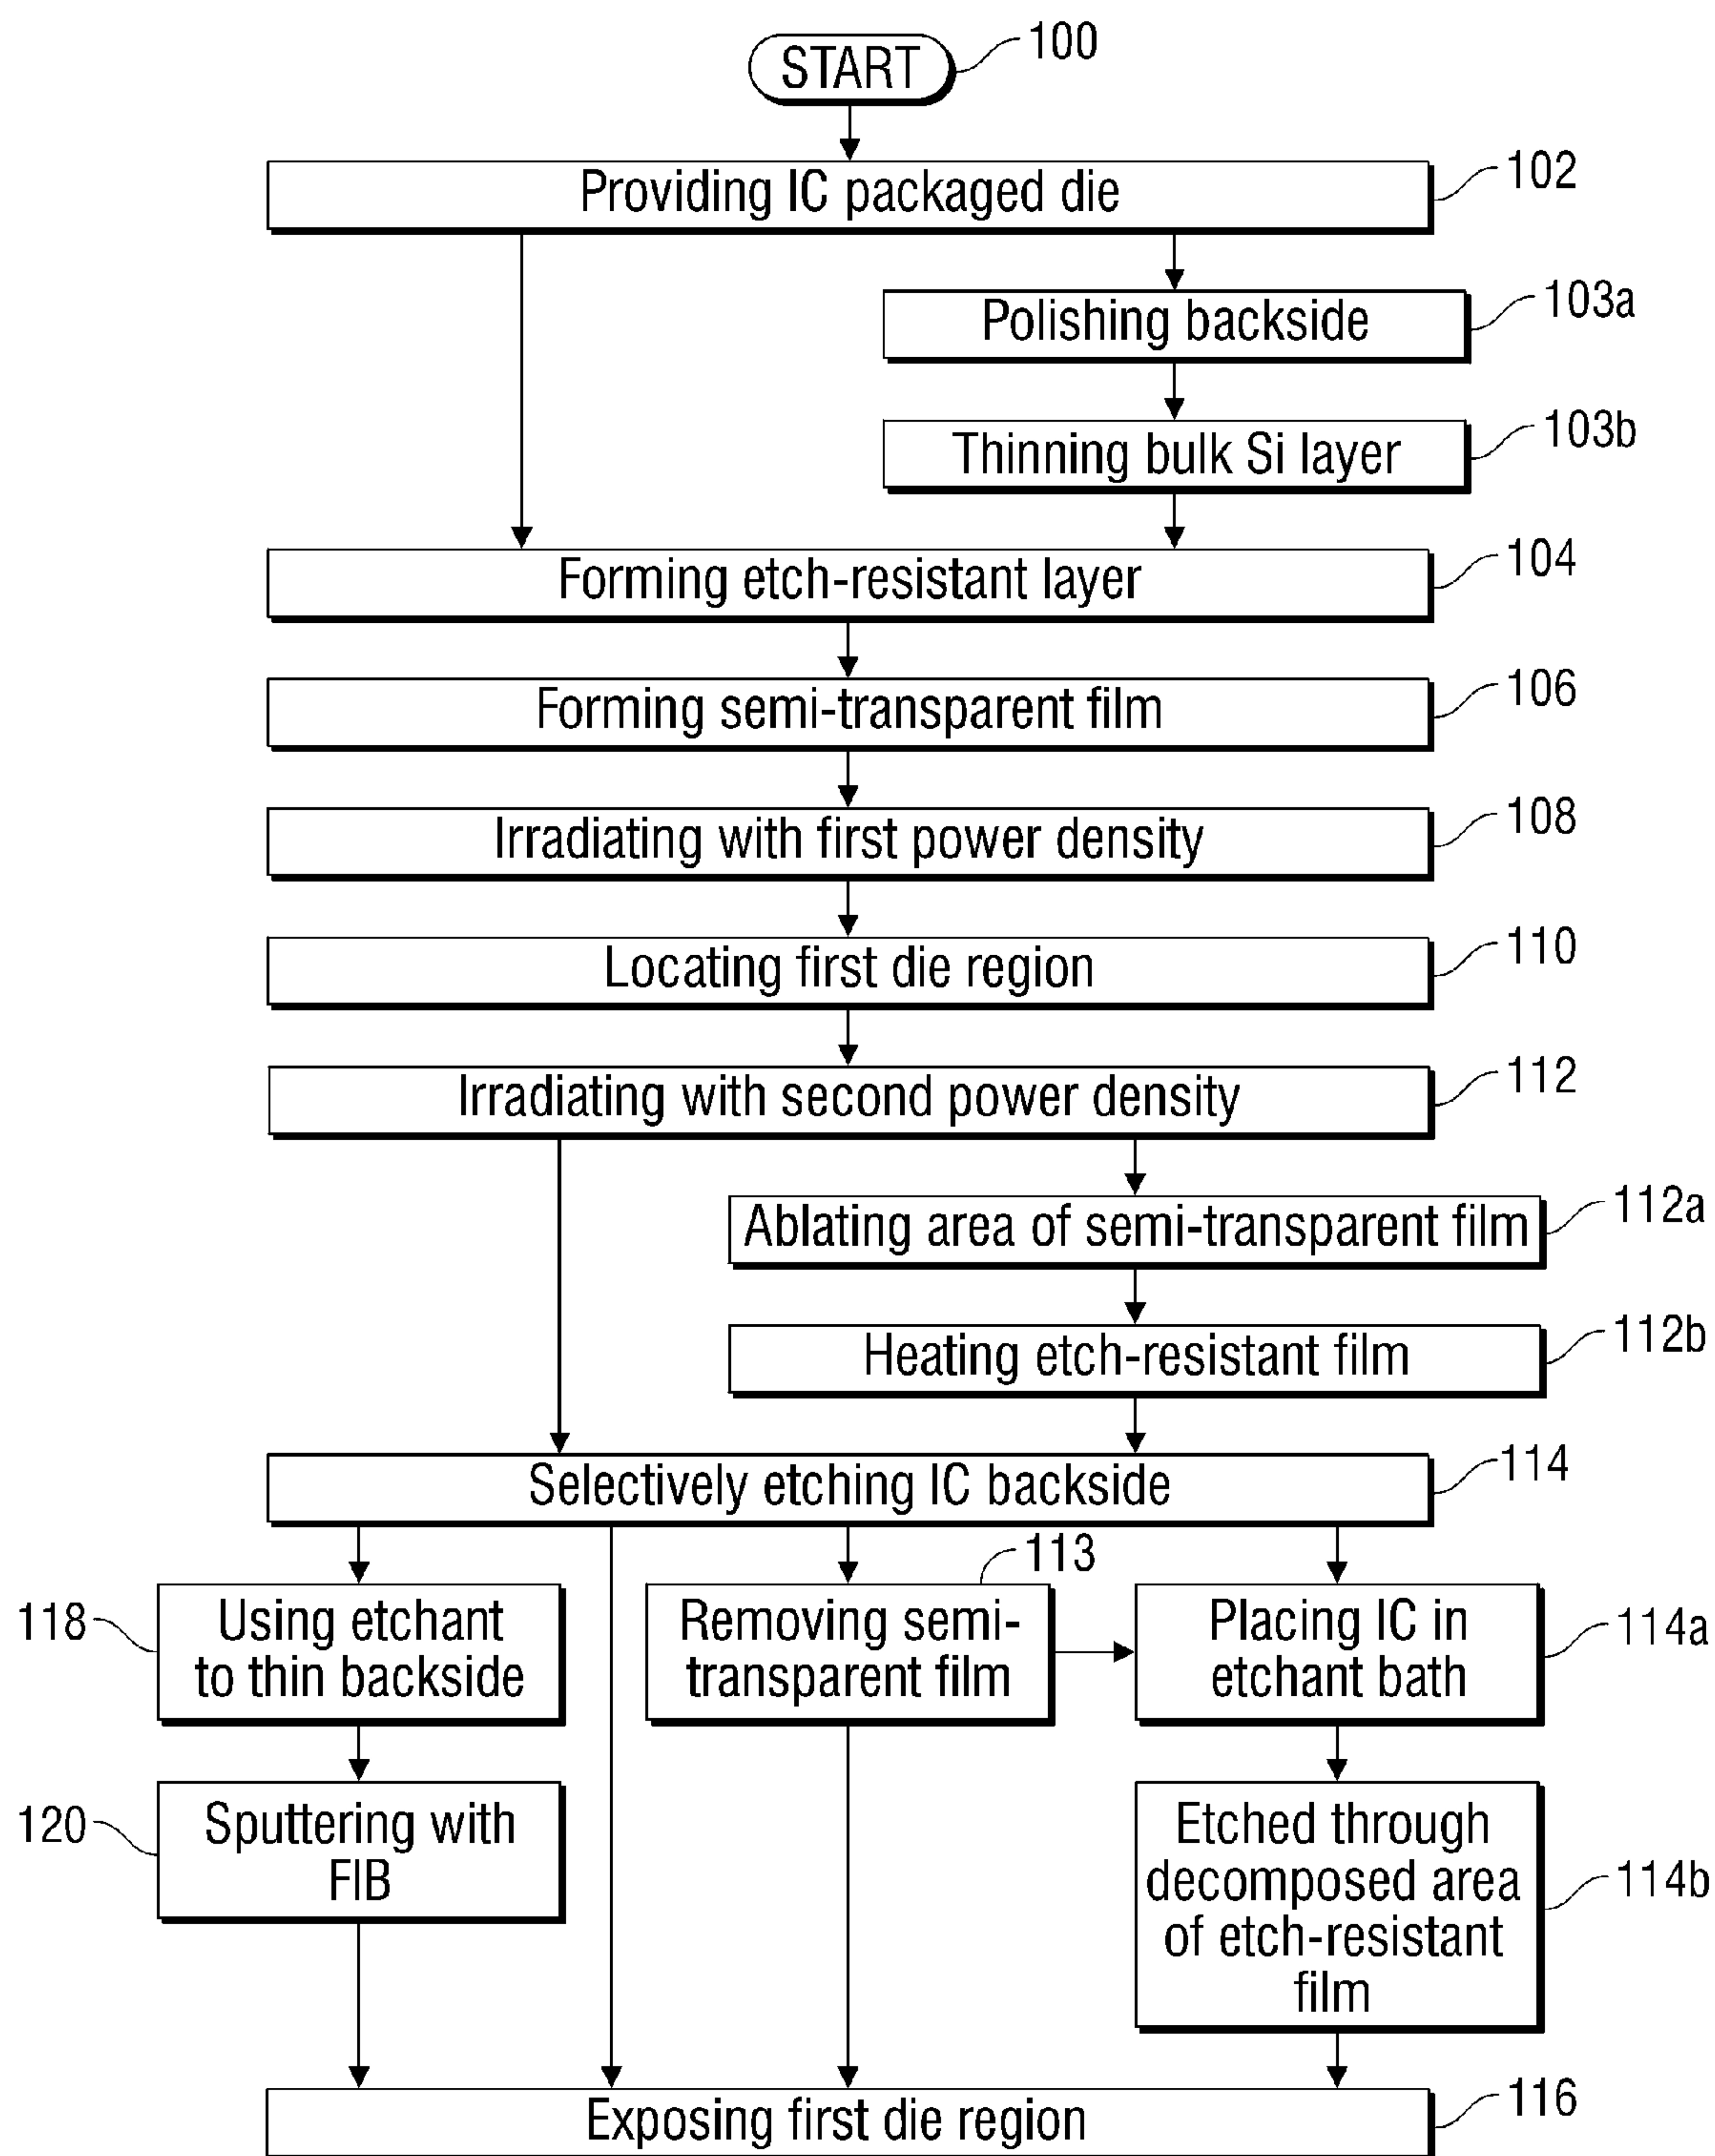 START
100
Providing IC packaged die
102
Polishing backside
103a
Thinning bulk Si layer
103b
Forming etch-resistant layer
104
Forming semi-transparent film
106
Irradiating with first power density
108
Locating first die region
110
Irradiating with second power density
112
Ablating area of semi-transparent film
112a
Heating etch-resistant film
112b
Selectively etching IC backside
114
118
Using etchant
to thin backside
113
Removing semi-
transparent film
Placing IC in
etchant bath
114a
120
Sputtering with
FIB
Etched through
decomposed area
of etch-resistant
film
114b
Exposing first die region
116